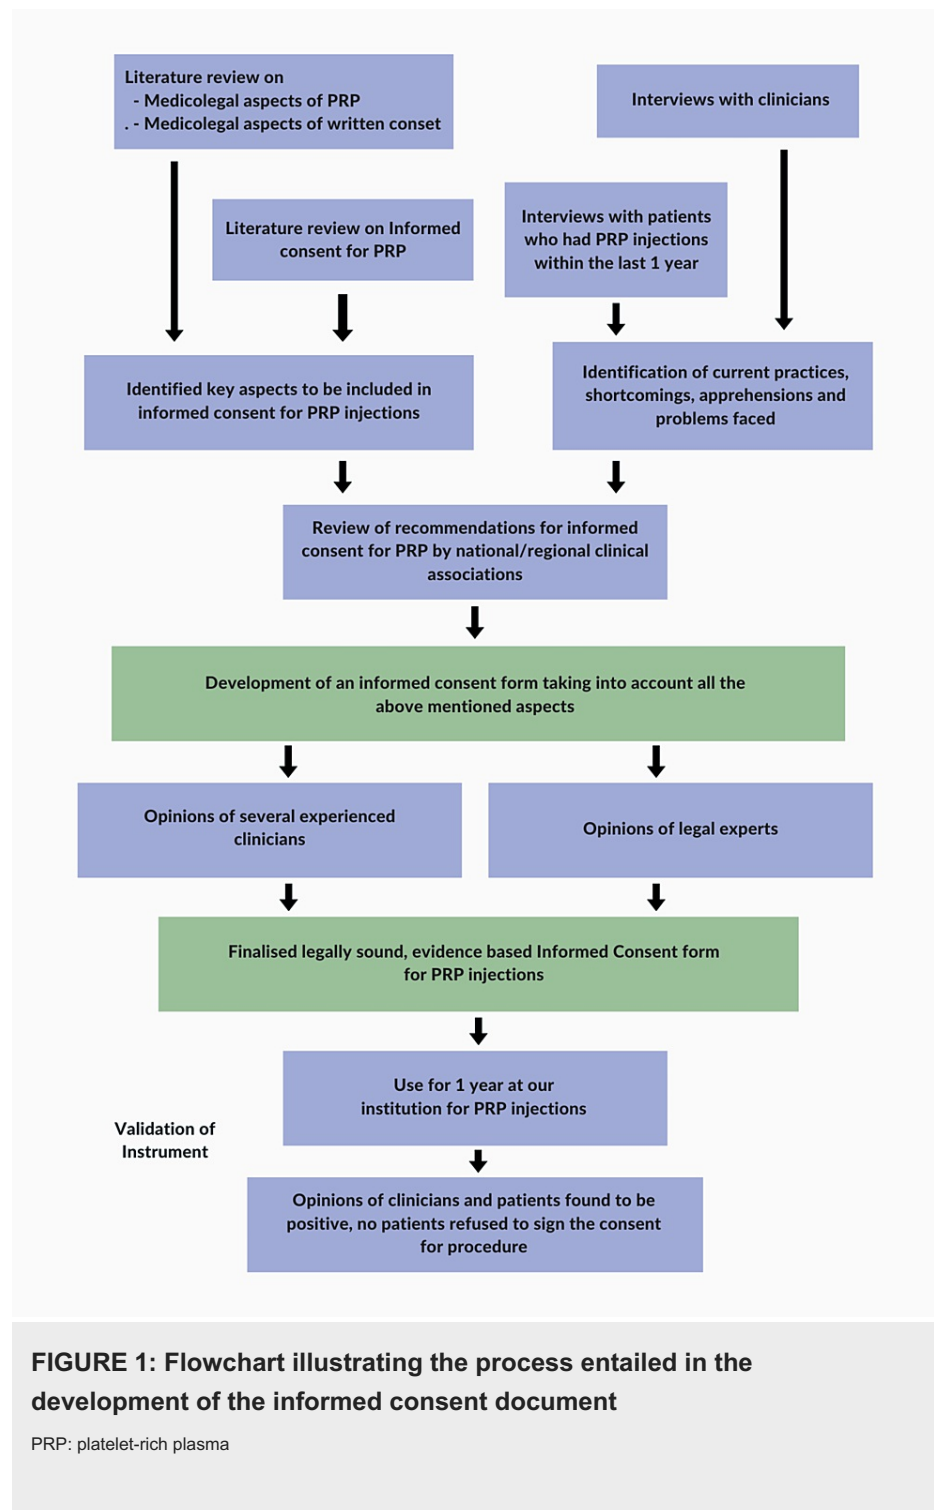 Literature review on
- Medicolegal aspects of PRP
. - Medicolegal aspects of written conset
Interviews with clinicians
Literature review on Informed
consent for PRP
Interviews with patients
who had PRP injections
within the last 1 year
Identified key aspects to be included in
informed consent for PRP injections
Identification of current practices,
shortcomings, apprehensions and
problems faced
Review of recommendations for informed
consent for PRP by national/regional clinical
associations
Development of an informed consent form taking into account all the
above mentioned aspects
Opinions of several experienced
clinicians
Opinions of legal experts
Finalised legally sound, evidence based Informed Consent form
for PRP injections
Use for 1 year at our
institution for PRP injections
Validation of
Instrument
Opinions of clinicians and patients found to be
positive, no patients refused to sign the consent
for procedure
FIGURE 1: Flowchart illustrating the process entailed in the
development of the informed consent document
PRP: platelet-rich plasma